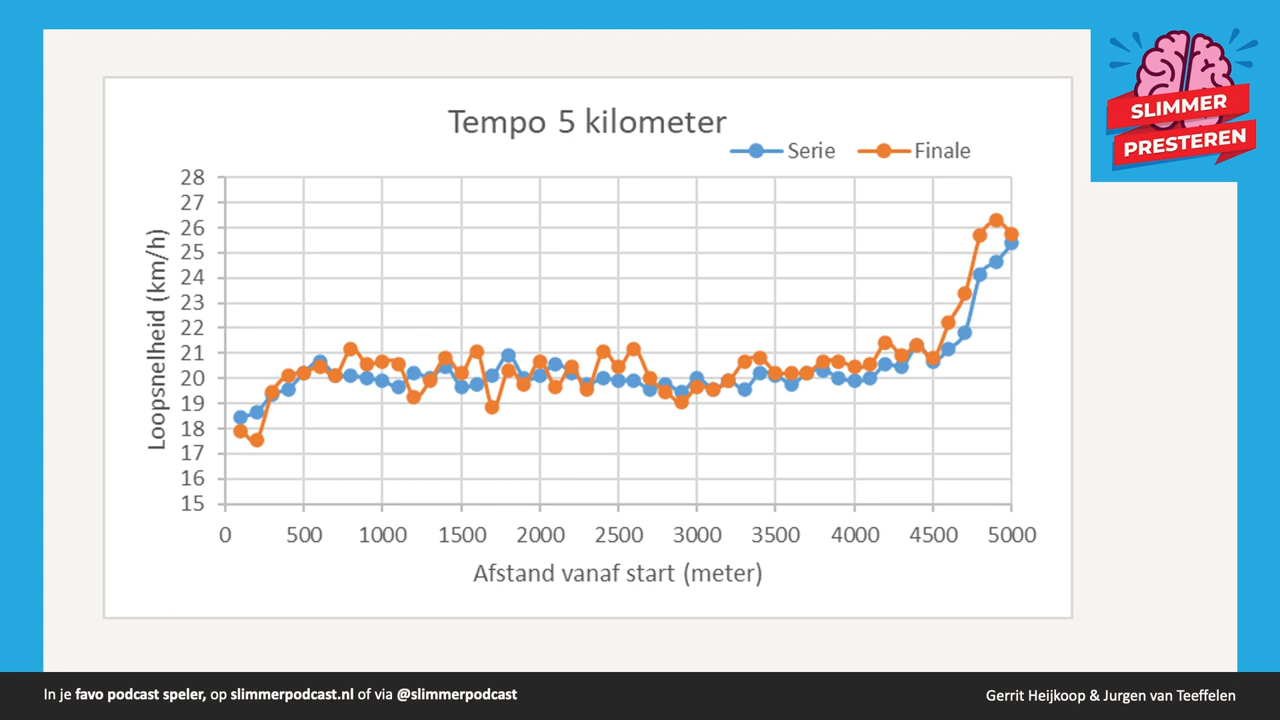 SLIMMER
PRESTEREN
Tempo 5 kilometer
Serie
Finale
28
27
26
25
24
23
22
21
20
19
18
17
16
15
Loopsnelheid (km/h)
0 500 1000 1500 2000 2500 3000 3500 4000 4500 5000
Afstand vanaf start (meter)
In je favo podcast speler, op slimmerpodcast.nl of via @slimmerpodcast
Gerrit Heijkoop & Jurgen van Teeffelen